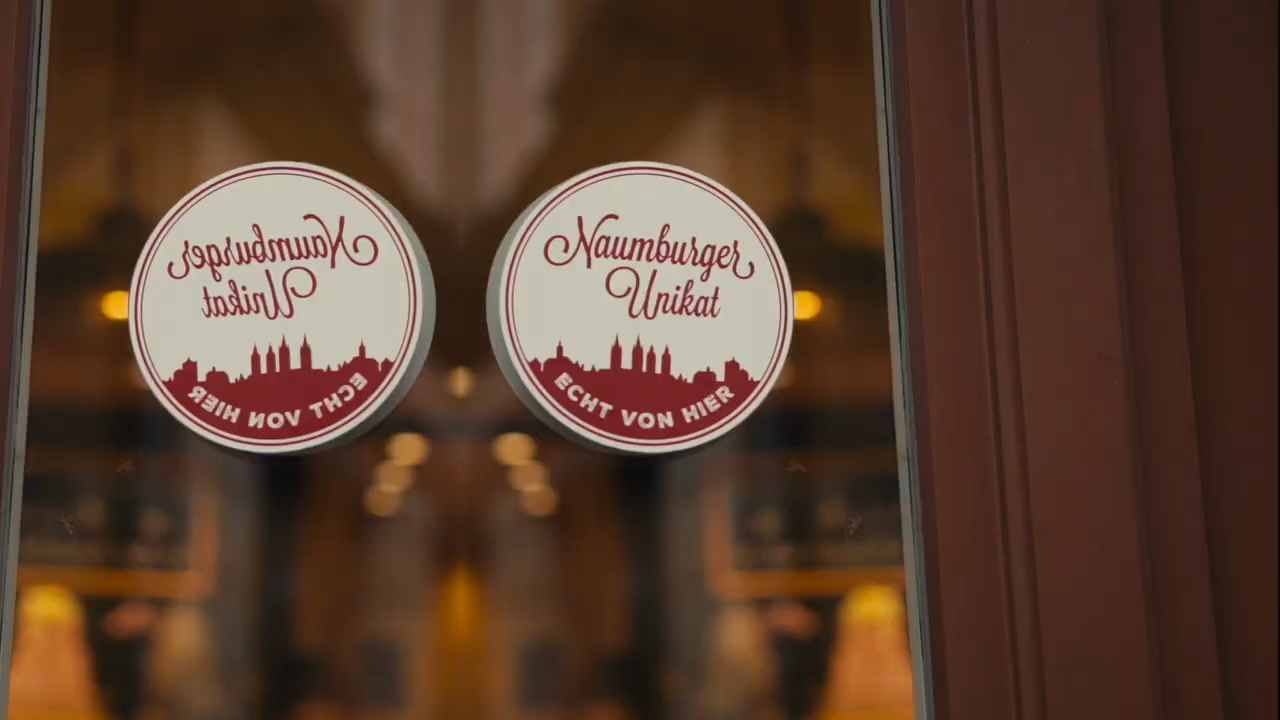 Naumburger
Unikat
ECHT VON HIER
Naumburger
Unikat
ECHT VON HIER